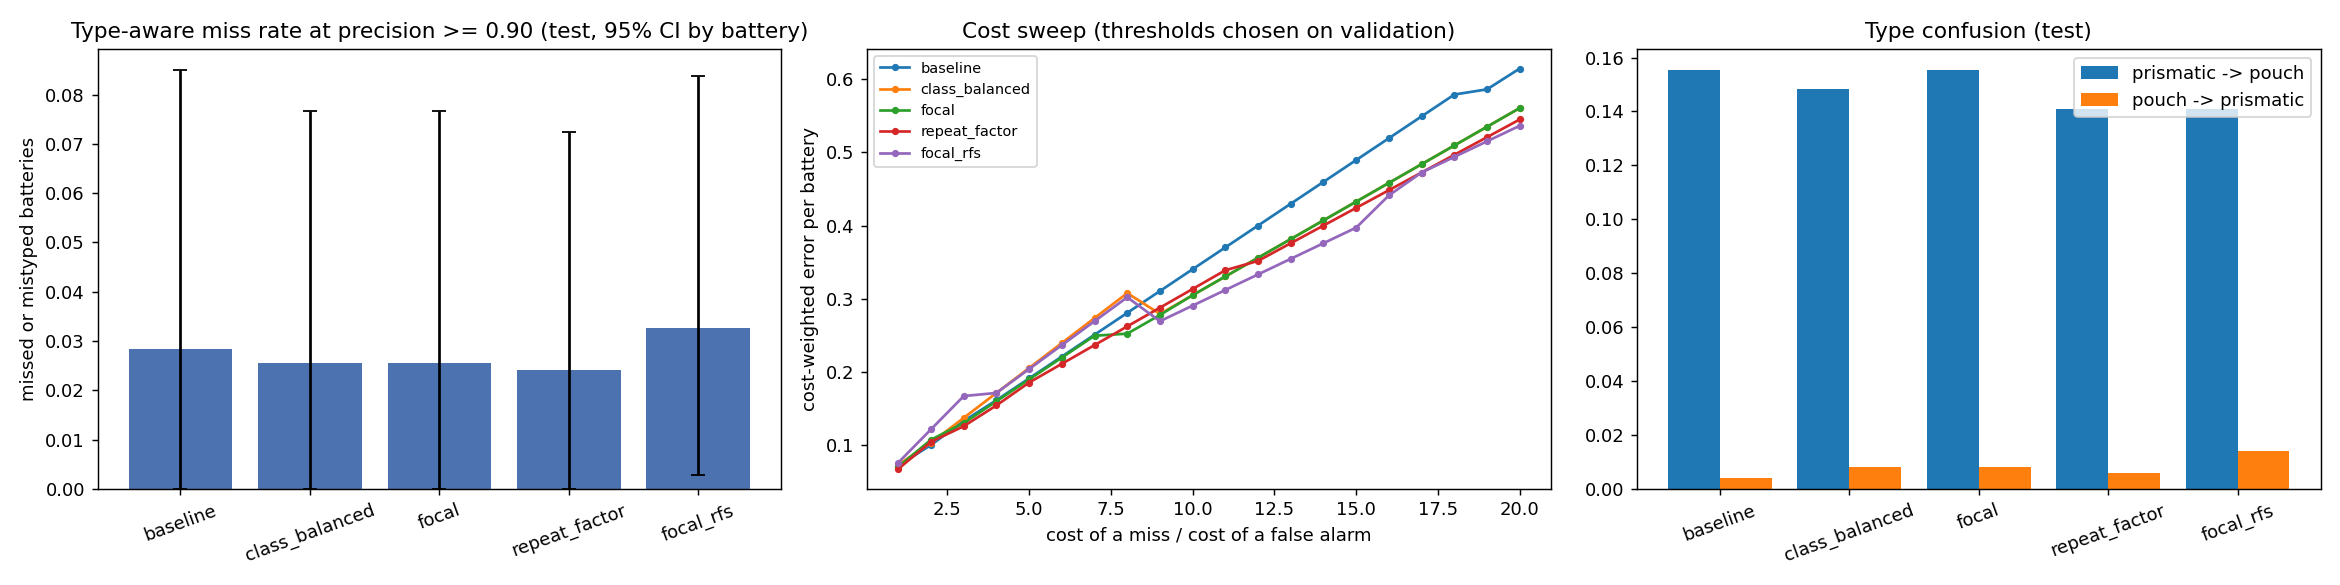 Type-aware miss rate at precision >= 0.90 (test, 95% CI by battery)
missed or mistyped batteries
0.08
0.07
0.06
0.05
0.04
0.03
0.02
0.01
0.00
baseline
class_balanced
focal
repeat_factor
focal_rfs
Cost sweep (thresholds chosen on validation)
cost-weighted error per battery
0.6
0.5
0.4
0.3
0.2
0.1
baseline
class_balanced
focal
repeat_factor
focal_rfs
2.5
5.0
7.5
10.0
12.5
15.0
17.5
20.0
cost of a miss / cost of a false alarm
Type confusion (test)
0.16
0.14
0.12
0.10
0.08
0.06
0.04
0.02
0.00
prismatic -> pouch
pouch -> prismatic
baseline
class_balanced
focal
repeat_factor
focal_rfs